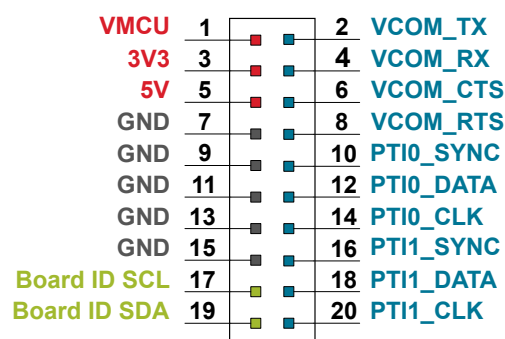 VMCU 1 2 VCOM_TX
3V3 3 4 VCOM_RX
5V 5 6 VCOM_CTS
GND 7 8 VCOM_RTS
GND 9 10 PTI0_SYNC
GND 11 12 PTI0_DATA
GND 13 14 PTI0_CLK
GND 15 16 PTI1_SYNC
Board ID SCL 17 18 PTI1_DATA
Board ID SDA 19 20 PTI1_CLK